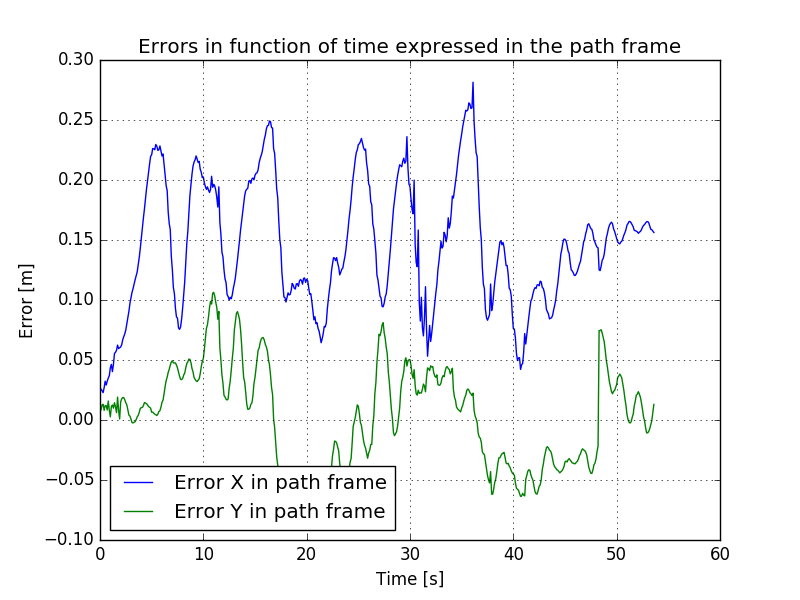 Errors in function of time expressed in the path frame
0.30
0.25
0.20
0.15
0.10
0.05
0.00
−0.05
−0.10
Error [m]
Error X in path frame
Error Y in path frame
0 10 20 30 40 50 60
Time [s]